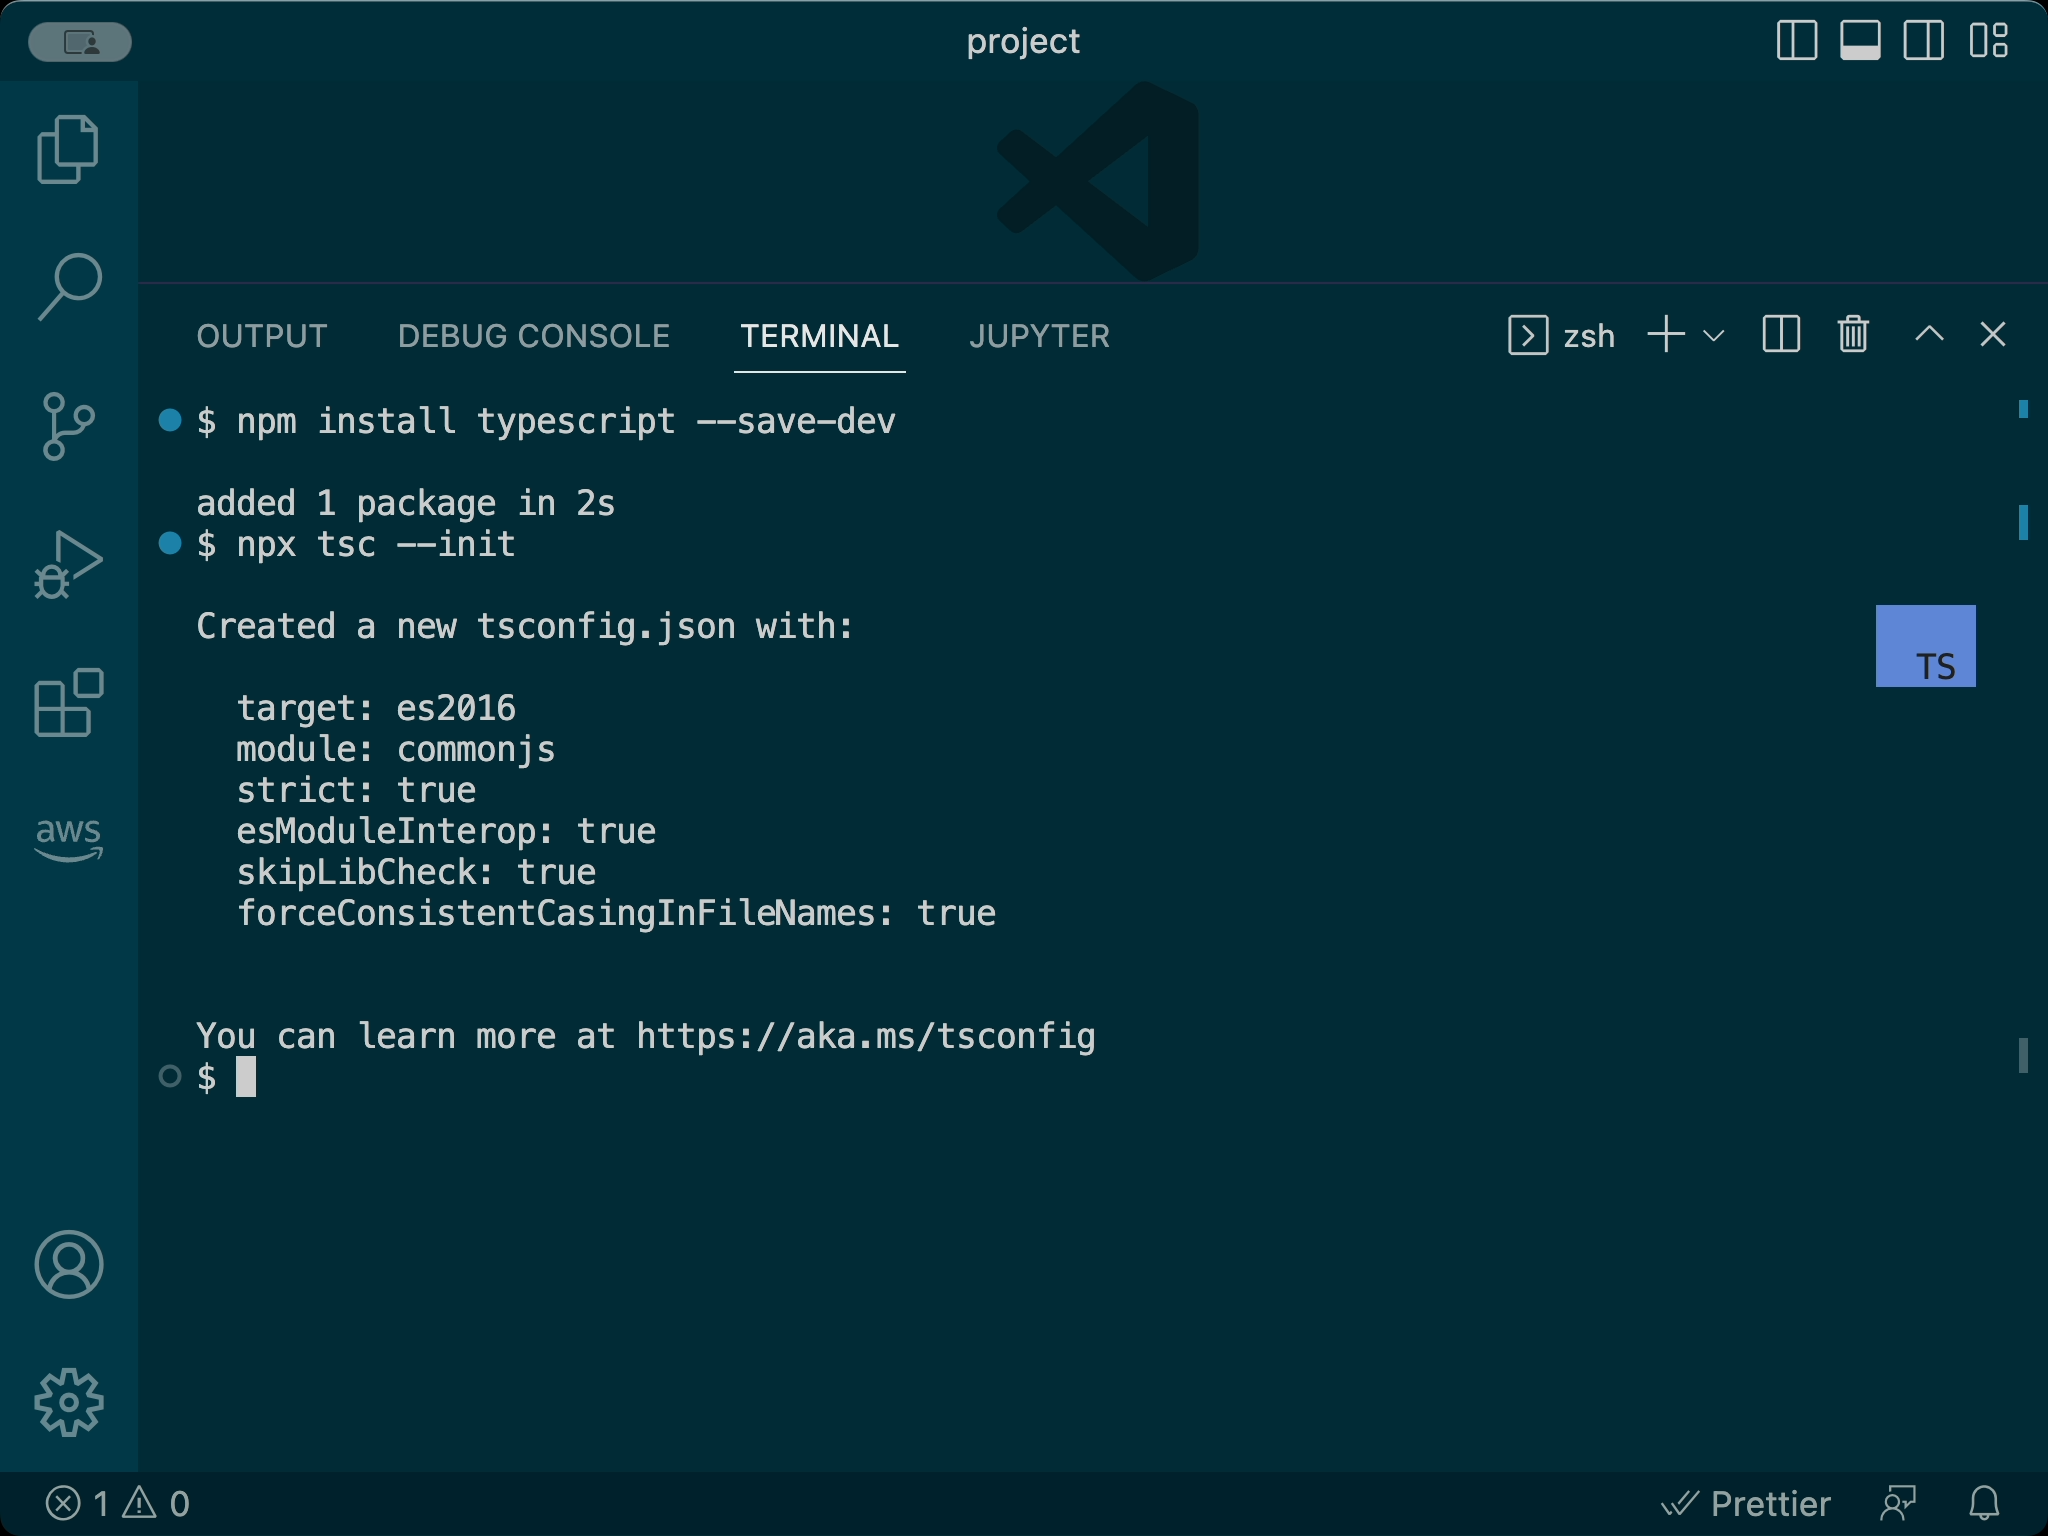 project
OUTPUT DEBUG CONSOLE TERMINAL JUPYTER zsh
$ npm install typescript --save-dev
added 1 package in 2s
$ npx tsc --init
Created a new tsconfig.json with:
TS
target: es2016
module: commonjs
strict: true
esModuleInterop: true
skipLibCheck: true
forceConsistentCasingInFileNames: true
You can learn more at https://aka.ms/tsconfig
$
aws
1 0 Prettier